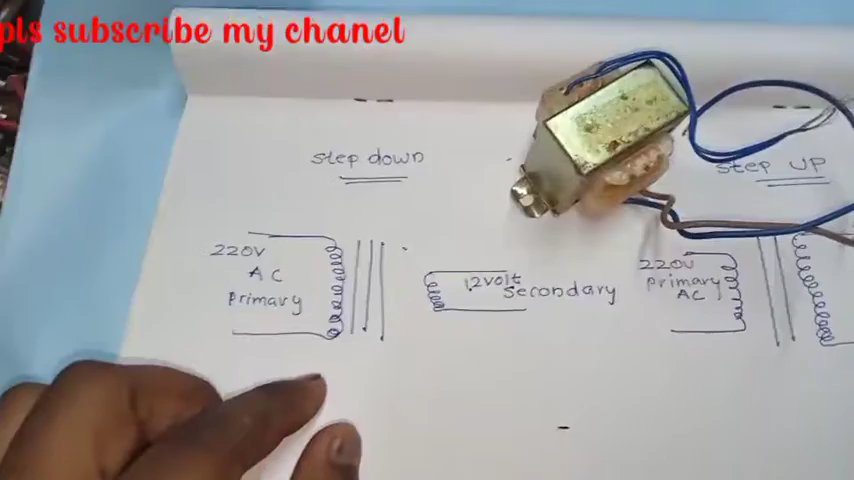 pls subscribe my chanel
step down
step up
220V
AC
Primary
12volt
Secondary
220V
Primary
AC